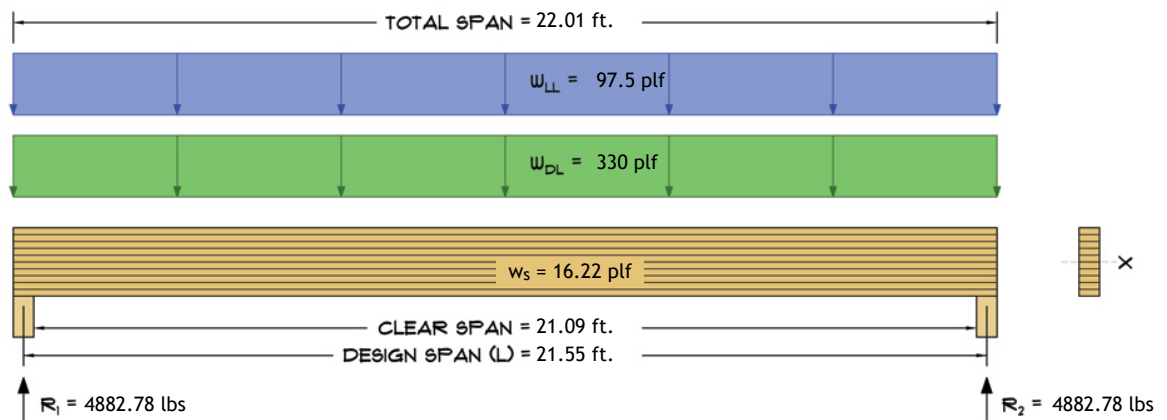 TOTAL SPAN = 22.01 ft.
wLL = 97.5 plf
wDL = 330 plf
ws = 16.22 plf
X
CLEAR SPAN = 21.09 ft.
DESIGN SPAN (L) = 21.55 ft.
R1 = 4882.78 lbs
R2 = 4882.78 lbs